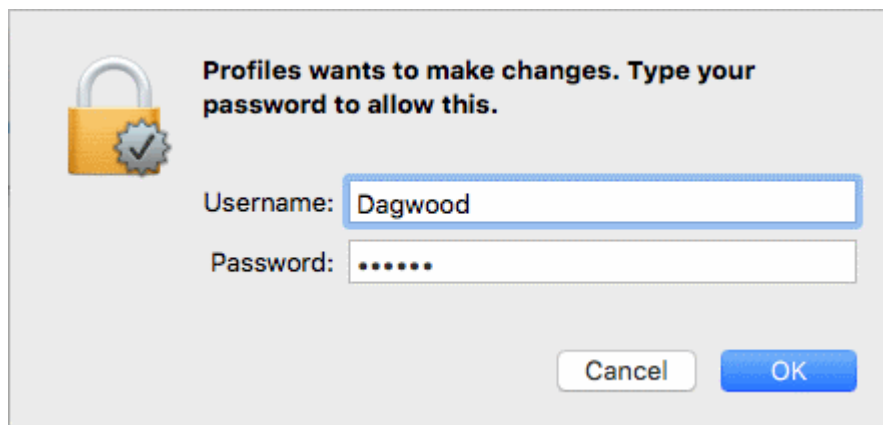 Profiles wants to make changes. Type your
password to allow this.
Username: Dagwood
Password: ••••••
Cancel OK